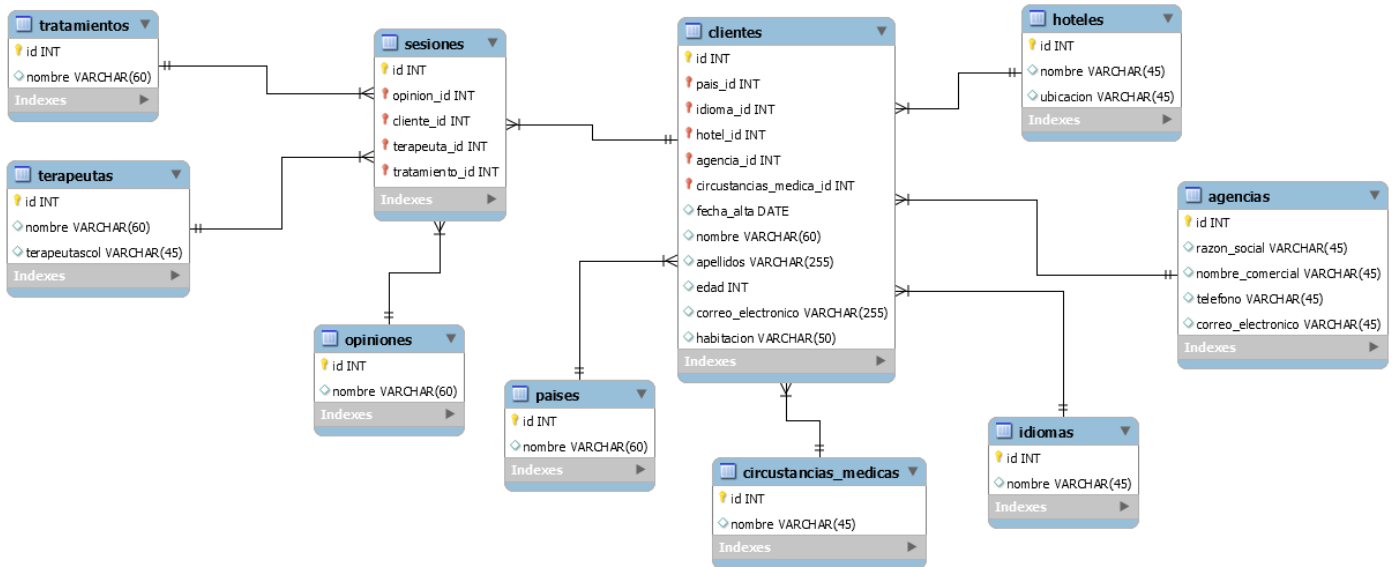 tratamientos
id INT
nombre VARCHAR(60)
Indexes
terapeutas
id INT
nombre VARCHAR(60)
terapeutascol VARCHAR(45)
Indexes
sesiones
id INT
opinion_id INT
cliente_id INT
terapeuta_id INT
tratamiento_id INT
Indexes
opiniones
id INT
nombre VARCHAR(60)
Indexes
paises
id INT
nombre VARCHAR(60)
Indexes
clientes
id INT
pais_id INT
idioma_id INT
hotel_id INT
agencia_id INT
circustancias_medica_id INT
fecha_alta DATE
nombre VARCHAR(60)
apellidos VARCHAR(255)
edad INT
correo_electronico VARCHAR(255)
habitacion VARCHAR(50)
Indexes
circustancias_medicas
id INT
nombre VARCHAR(45)
Indexes
hoteles
id INT
nombre VARCHAR(45)
ubicacion VARCHAR(45)
Indexes
agencias
id INT
razon_social VARCHAR(45)
nombre_comercial VARCHAR(45)
telefono VARCHAR(45)
correo_electronico VARCHAR(45)
Indexes
idiomas
id INT
nombre VARCHAR(45)
Indexes